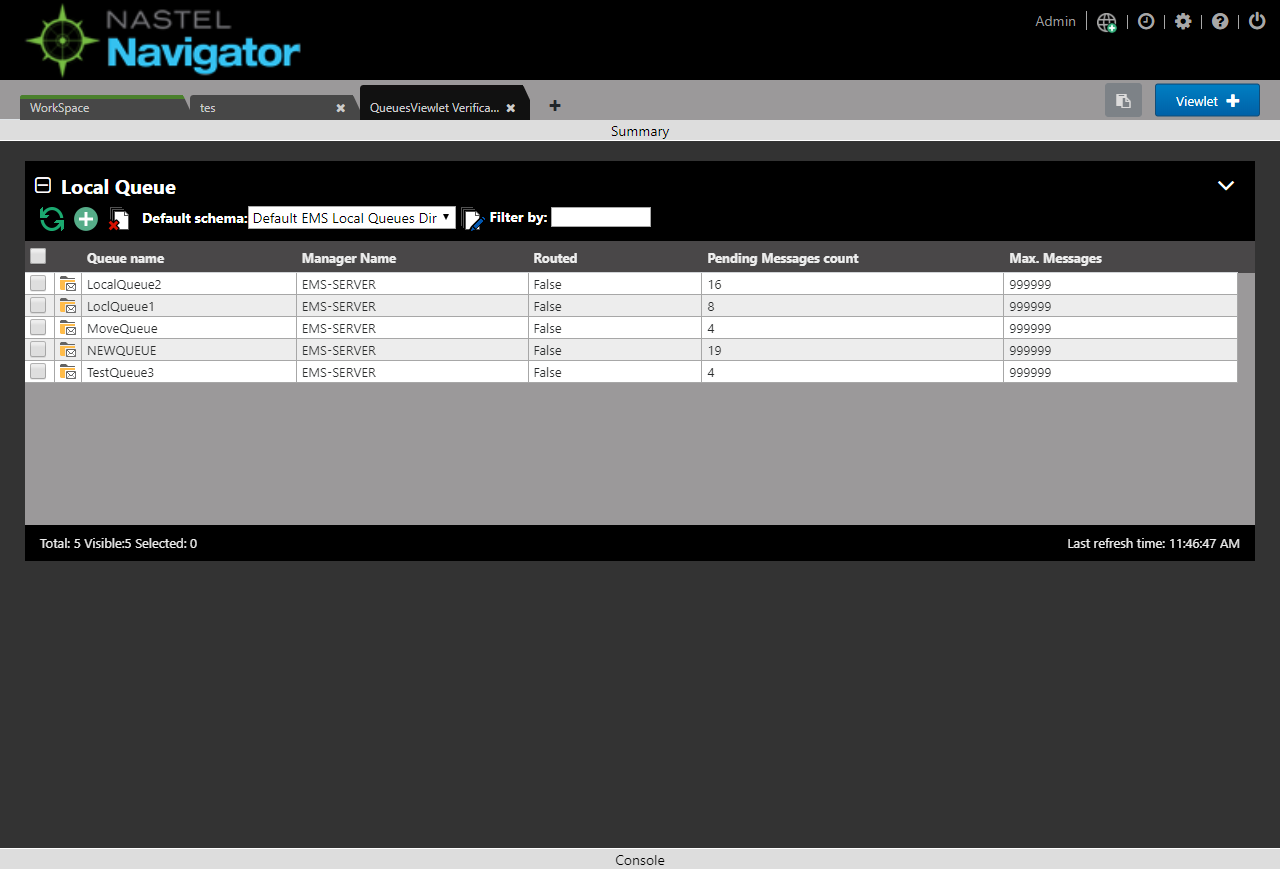 NASTEL
Navigator
Admin
WorkSpace
tes
QueuesViewlet Verifica...
Viewlet
Summary
Local Queue
Default schema: Default EMS Local Queues Dir Filter by:
Queue name Manager Name Routed Pending Messages count Max. Messages
LocalQueue2 EMS-SERVER False 16 999999
LoclQueue1 EMS-SERVER False 8 999999
MoveQueue EMS-SERVER False 4 999999
NEWQUEUE EMS-SERVER False 19 999999
TestQueue3 EMS-SERVER False 4 999999
Total: 5 Visible:5 Selected: 0 Last refresh time: 11:46:47 AM
Console